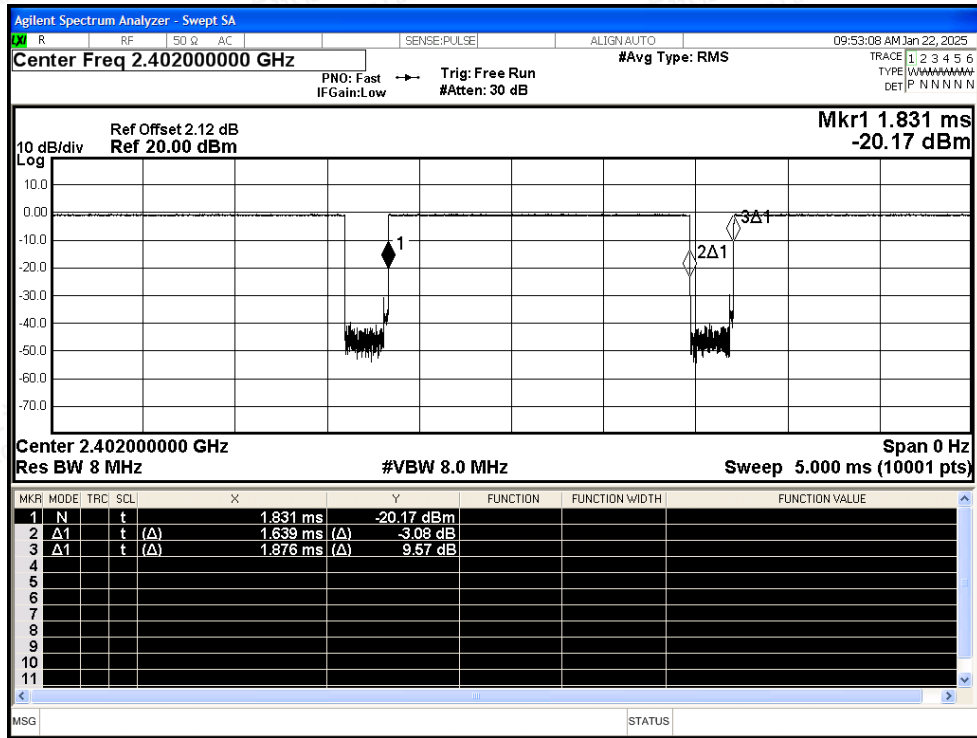 Agilent Spectrum Analyzer - Swept SA
LXI R RF 50 Ω AC SENSE:PULSE ALIGN AUTO 09:53:08 AM Jan 22, 2025
Center Freq 2.402000000 GHz
PNO: Fast
IFGain:Low
Trig: Free Run
#Atten: 30 dB
#Avg Type: RMS
TRACE 1 2 3 4 5 6
TYPE WWWWWW
DET P N N N N N
Mkr1 1.831 ms
-20.17 dBm
Ref Offset 2.12 dB
10 dB/div Ref 20.00 dBm
Log
10.0
0.00
-10.0
-20.0
-30.0
-40.0
-50.0
-60.0
-70.0
1
2Δ1
3Δ1
Center 2.402000000 GHz Span 0 Hz
Res BW 8 MHz #VBW 8.0 MHz Sweep 5.000 ms (10001 pts)
MKR MODE TRC SCL X Y FUNCTION FUNCTION WIDTH FUNCTION VALUE
1 N t 1.831 ms -20.17 dBm
2 Δ1 t (Δ) 1.639 ms (Δ) -3.08 dB
3 Δ1 t (Δ) 1.876 ms (Δ) 9.57 dB
4
5
6
7
8
9
10
11
MSG STATUS